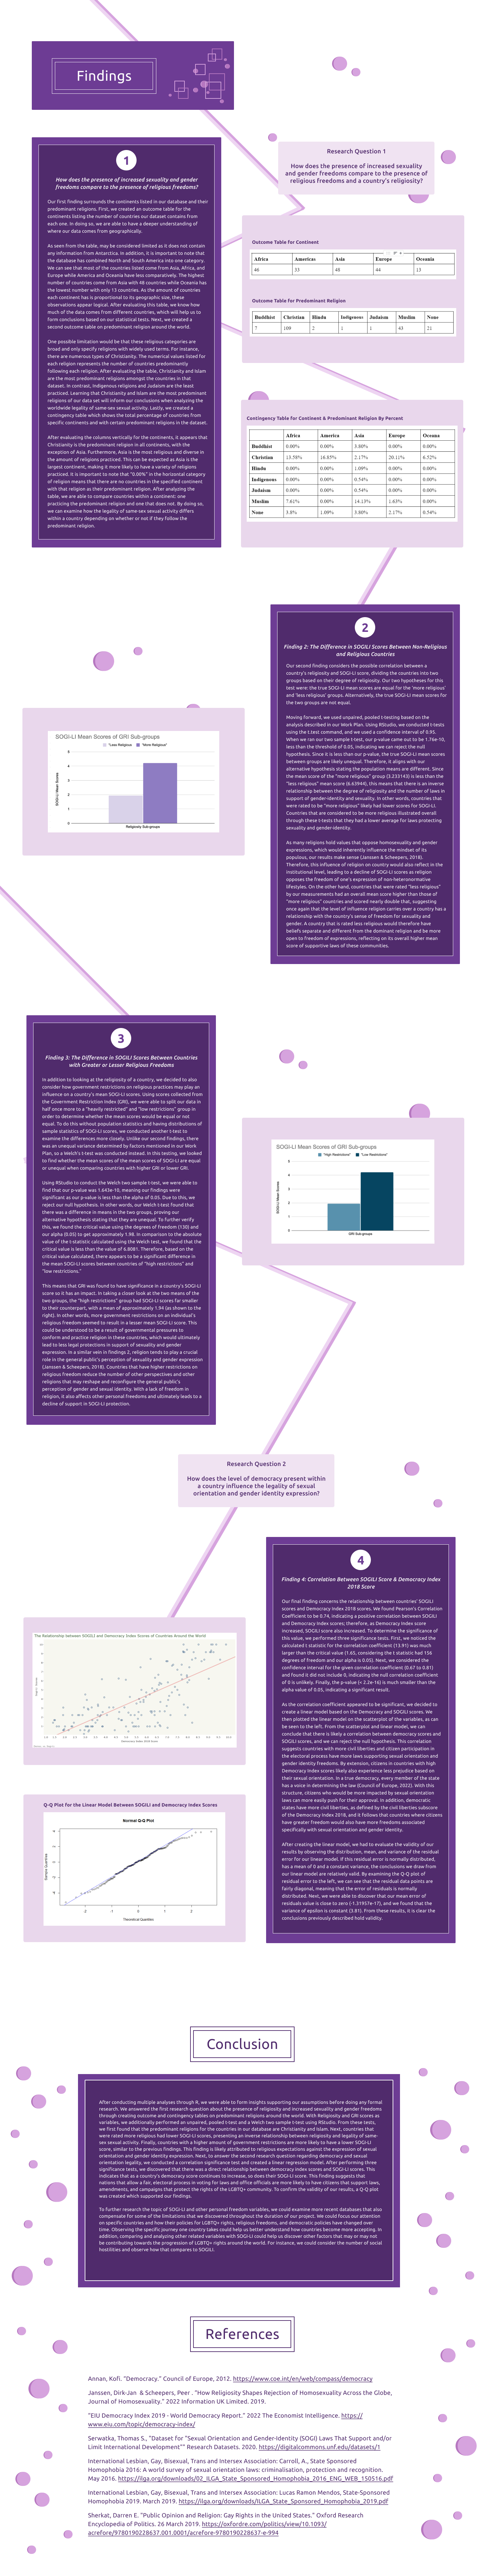 Findings
1
How does the presence of increased sexuality and gender
freedoms compare to the presence of religious freedoms?
Our first finding surrounds the countries listed in our database and their
predominant religions. First, we created an outcome table for the
continents listing the number of countries our dataset contains from
each one. In doing so, we are able to have a deeper understanding of
where our data comes from geographically.
As seen from the table, may be considered limited as it does not contain
any information from Antarctica. In addition, it is important to note that
the database has combined North and South America into one category.
We can see that most of the countries listed come from Asia, Africa, and
Europe while America and Oceania have less comparatively. The highest
number of countries come from Asia with 48 countries while Oceania has
the lowest number with only 13 countries. As the amount of countries
each continent has is proportional to its geographic size, these
observations appear logical. After evaluating this table, we know how
much of the data comes from different countries, which will help us to
form conclusions based on our statistical tests. Next, we created a
second outcome table on predominant religion around the world.
One possible limitation would be that these religious categories are
broad and only specify religions with widely used terms. For instance,
there are numerous types of Christianity. The numerical values listed for
each religion represents the number of countries predominantly
following each religion. After evaluating the table, Christianity and Islam
are the most predominant religions amongst the countries in that
dataset. In contrast, Indigenous religions and Judaism are the least
practiced. Learning that Christianity and Islam are the most predominant
religions of our data set will inform our conclusions when analyzing the
worldwide legality of same-sex sexual activity. Lastly, we created a
contingency table which shows the total percentage of countries from
specific continents and with certain predominant religions in the dataset.
After evaluating the columns vertically for the continents, it appears that
Christianity is the predominant religion in all continents, with the
exception of Asia. Furthermore, Asia is the most religious and diverse in
the amount of religions practiced. This can be expected as Asia is the
largest continent, making it more likely to have a variety of religions
practiced. It is important to note that "0.00%" in the horizontal category
of religion means that there are no countries in the specified continent
with that religion as their predominant religion. After analyzing the
table, we are able to compare countries within a continent: one
practicing the predominant religion and one that does not. By doing so,
we can examine how the legality of same-sex sexual activity differs
within a country depending on whether or not if they follow the
predominant religion.
Research Question 1
How does the presence of increased sexuality
and gender freedoms compare to the presence of
religious freedoms and a country's religiosity?
Outcome Table for Continent
Africa Americas Asia Europe Oceania
46 33 48 44 13
Outcome Table for Predominant Religion
Buddhist Christian Hindu Indigenous Judaism Muslim None
7 109 2 1 1 43 21
Contingency Table for Continent & Predominant Religion By Percent
Africa America Asia Europe Oceana
Buddhist 0.00% 0.00% 3.80% 0.00% 0.00%
Christian 13.58% 16.85% 2.17% 20.11% 6.52%
Hindu 0.00% 0.00% 1.09% 0.00% 0.00%
Indigenous 0.00% 0.00% 0.54% 0.00% 0.00%
Judaism 0.00% 0.00% 0.54% 0.00% 0.00%
Muslim 7.61% 0.00% 14.13% 1.63% 0.00%
None 3.8% 1.09% 3.80% 2.17% 0.54%
2
Finding 2: The Difference in SOGILI Scores Between Non-Religious
and Religious Countries
Our second finding considers the possible correlation between a
country's religiosity and SOGI-LI score, dividing the countries into two
groups based on their degree of religiosity. Our two hypotheses for this
test were: the true SOGI-LI mean scores are equal for the 'more religious'
and 'less religious' groups. Alternatively, the true SOGI-LI mean scores for
the two groups are not equal.
Moving forward, we used unpaired, pooled t-testing based on the
analysis described in our Work Plan. Using RStudio, we conducted t-tests
using the t.test command, and we used a confidence interval of 0.95.
When we ran our two sample t-test, our p-value came out to be 1.76e-10,
less than the threshold of 0.05, indicating we can reject the null
hypothesis. Since it is less than our p-value, the true SOGI-LI mean scores
between groups are likely unequal. Therefore, it aligns with our
alternative hypothesis stating the population means are different. Since
the mean score of the "more religious" group (3.233143) is less than the
"less religious" mean score (6.63944), this means that there is an inverse
relationship between the degree of religiosity and the number of laws in
support of gender-identity and sexuality. In other words, countries that
were rated to be "more religious" likely had lower scores for SOGI-LI.
Countries that are considered to be more religious illustrated overall
through these t-tests that they had a lower average for laws protecting
sexuality and gender-identity.
As many religions hold values that oppose homosexuality and gender
expressions, which would inherently influence the mindset of its
populous, our results make sense (Janssen & Scheepers, 2018).
Therefore, this influence of religion on country would also reflect in the
institutional level, leading to a decline of SOGI-LI scores as religion
opposes the freedom of one's expression of non-heteronormative
lifestyles. On the other hand, countries that were rated "less religious"
by our measurements had an overall mean score higher than those of
"more religious" countries and scored nearly double that, suggesting
once again that the level of influence religion carries over a country has a
relationship with the country's sense of freedom for sexuality and
gender. A country that is rated less religious would therefore have
beliefs separate and different from the dominant religion and be more
open to freedom of expressions, reflecting on its overall higher mean
score of supportive laws of these communities.
SOGI-LI Mean Scores of GRI Sub-groups
"Less Religious" "More Religious"
SOGI-LI Mean Scores
5
4
3
2
1
0
Religiosity Sub-groups
3
Finding 3: The Difference in SOGILI Scores Between Countries
with Greater or Lesser Religious Freedoms
In addition to looking at the religiosity of a country, we decided to also
consider how government restrictions on religious practices may play an
influence on a country's mean SOGI-LI score. Using scores collected from
the Government Restriction Index (GRI), we were able to split our data in
half once more to a "heavily restricted" and "low restrictions" group in
order to determine whether the mean scores would be equal or not
equal. To do this without population statistics and having distributions of
sample statistics of SOGI-LI scores, we conducted another t-test to
examine the differences more closely. Unlike our second findings, there
was an unequal variance determined by factors mentioned in our Work
Plan, so a Welch's t-test was conducted instead. In this test, we looked
to find whether the mean scores of the mean scores of SOGI-LI are equal
or unequal when comparing countries with higher GRI or lower GRI.
Using RStudio to conduct the Welch two sample t-test, we were able to
find that our p-value was 1.643e-10, meaning our findings were
significant as our p-value is less than the alpha of 0.05. Due to this, we
reject our null hypothesis. In other words, our Welch t-test found that
there was a difference in means in the two groups, proving our
alternative hypothesis stating that they are unequal. To further verify
this, we found the critical value using the degrees of freedom (130) and
our alpha (0.05) to get approximately 1.98. In comparison to the absolute
value of the t statistic calculated using the Welch test, we found the
critical value is less than the value of 6.8081. Therefore, based on the
critical value calculated, there appears to be a significant difference in
the mean SOGI-LI scores between countries of "high restrictions" and
"low restrictions."
This means that GRI was found to have significance in a country's SOGI-LI
score so it has an impact. In taking a closer look at the two means of the
two groups, the "high restrictions" group had SOGI-LI scores far smaller
to their counterpart, with a mean of approximately 1.94 (as shown to the
right). In other words, more government restrictions on an individual's
religious freedom seemed to result in a lesser mean SOGI-LI score. This
could be understood to be a result of governmental pressures to
conform and practice religion in these countries, which would ultimately
lead to less legal protections in support of sexuality and gender
expression. In a similar vein in findings 2, religion tends to play a crucial
role in the general public's perception of sexuality and gender expression
(Janssen & Scheepers, 2018). Countries that have higher restrictions on
religious freedom reduce the number of other perspectives and other
religions that may reshape and reconfigure the general public's
perception of gender and sexual identity. With a lack of freedom in
religion, it also affects other personal freedoms and ultimately leads to a
decline of support in SOGI-LI protection.
SOGI-LI Mean Scores of GRI Sub-groups
"High Restrictions" "Low Restrictions"
SOGI-LI Mean Scores
5
4
3
2
1
0
GRI Sub-groups
Research Question 2
How does the level of democracy present within
a country influence the legality of sexual
orientation and gender identity expression?
4
Finding 4: Correlation Between SOGILI Score & Democracy Index
2018 Score
Our final finding concerns the relationship between countries' SOGILI
scores and Democracy Index 2018 scores. We found Pearson's Correlation
Coefficient to be 0.74, indicating a positive correlation between SOGILI
and Democracy Index scores; therefore, as Democracy Index score
increased, SOGILI score also increased. To determine the significance of
this value, we performed three significance tests. First, we noticed the
calculated t statistic for the correlation (13.91) was much
larger than the critical value (1.65, considering the t statistic had 156
degrees of freedom and our alpha is 0.05). Next, we considered the
confidence interval for the given correlation coefficient (0.67 to 0.81)
and found it did not include 0, indicating the null correlation coefficient
of 0 is unlikely. Finally, the p-value (< 2.2e-16) is much smaller than the
alpha value of 0.05, indicating a significant result.
As the correlation coefficient appeared to be significant, we decided to
create a linear model based on the Democracy and SOGILI scores. We
then plotted the linear model on the scatterplot of the variables, as can
be seen on the left. From the scatterplot and linear model, we can
conclude that there is likely a correlation between democracy scores and
SOGILI scores, and we can reject the null hypothesis. This correlation
suggests countries with more civil liberties and citizen participation in
the electoral process have more laws supporting sexual orientation and
gender identity freedoms. By extension, citizens in countries with high
Democracy Index scores likely also experience less prejudice based on
their sexual orientation. In a true democracy, every member of the state
has a voice in determining the law (Council of Europe, 2022). With this
structure, citizens who would be more impacted by sexual orientation
laws can more easily push for their approval. In addition, democratic
states have more civil liberties, as defined by the civil liberties subscore
of the Democracy Index 2018, and it follows that countries where citizens
have greater freedom would also have more freedoms associated
specifically with sexual orientation and gender identity.
After creating the linear model, we had to evaluate the validity of our
results by observing the distribution, mean, and variance of the residual
error for our linear model. If this residual error is normally distributed,
has a mean of 0 and a constant variance, the conclusions we draw from
our linear model are relatively valid. By examining the Q-Q plot of
residual error to the left, we can see that the residual data points are
fairly diagonal, meaning that the error of residuals is normally
distributed. Next, we were able to discover that our mean error of
residuals value is close to zero (-1.31957e-17), and we found that the
variance of epsilon is constant (3.81). From these results, it is clear the
conclusions previously described hold validity.
The Relationship between SOGILI and Democracy Index Scores of Countries Around the World
Q-Q Plot for the Linear Model Between SOGILI and Democracy Index Scores
Normal Q-Q Plot
Sample Quantiles
-2 -1 0 1 2
Theoretical Quantiles
Conclusion
After conducting multiple analyses through R, we were able to form insights supporting our assumptions before doing any formal
research. We answered the first research-question about the presence of religiosity and increased sexuality and gender freedoms
through creating outcome and contingency tables on predominant religions around the world. With Religiosity and GRI scores as
variables, we additionally performed an unpaired, pooled t-test and a Welch two sample t-test using RStudio. From these tests,
we first found that the predominant religions for the countries in our database are Christianity and Islam. Next, countries that
were rated more religious had lower SOGI-LI scores, presenting an inverse relationship between religiosity and legality of same-
sex sexual activity. Finally, countries with a higher amount of government restrictions are more likely to have a lower SOGI-LI
score, similar to the previous findings. This finding is likely attributed to religious expectations against the expression of sexual
orientation and gender identity expression. Next, to answer the second research question regarding democracy and sexual
orientation legality, we conducted a correlation significance test and created a linear regression model. After performing three
significance tests, we discovered that there was a direct relationship between democracy index scores and SOGI-LI scores. This
indicates that as a country's democracy score continues to increase, so does their SOGI-LI score. This finding suggests that
nations that allow a fair, electoral process in voting for laws and office officials are more likely to have citizens that support laws,
amendments, and campaigns that protect the rights of the LGBTQ+ community. To confirm the validity of our results, a Q-Q plot
was created which supported our findings.
To further research the topic of SOGI-LI and other personal freedom variables, we could examine more recent databases that also
compensate for some of the limitations that we discovered throughout the duration of our project. We could focus our attention
on specific countries and how their policies for LGBTQ+ rights, religious freedoms, and democratic policies have changed over
time. Observing the specific journey one country takes could help us better understand how countries become more accepting. In
addition, comparing and analyzing other related variables with SOGI-LI could help us discover other factors that may or may not
be contributing towards the progression of LGBTQ+ rights around the world. For instance, we could consider the number of social
hostilities and observe how that compares to SOGILI.
References
Annan, Kofi. "Democracy." Council of Europe, 2012. https://www.coe.int/en/web/compass/democracy
Janssen, Dirk-Jan & Scheepers, Peer . "How Religiosity Shapes Rejection of Homosexuality Across the Globe,
Journal of Homosexuality." 2022 Information UK Limited. 2019.
"EIU Democracy Index 2019 - World Democracy Report." 2022 The Economist Intelligence. https://
www.eiu.com/topic/democracy-index/
Serwatka, Thomas S., "Dataset for "Sexual Orientation and Gender-Identity (SOGI) Laws That Support and/or
Limit International Development"" Research Datasets. 2020. https://digitalcommons.unf.edu/datasets/1
International Lesbian, Gay, Bisexual, Trans and Intersex Association: Carroll, A., State Sponsored
Homophobia 2016: A world survey of sexual orientation laws: criminalisation, protection and recognition.
May 2016. https://ilga.org/downloads/02_ILGA_State_Sponsored_Homophobia_2016_ENG_WEB_150516.pdf
International Lesbian, Gay, Bisexual, Trans and Intersex Association: Lucas Ramon Mendos, State-Sponsored
Homophobia 2019. March 2019. https://ilga.org/downloads/ILGA_State_Sponsored_Homophobia_2019.pdf
Sherkat, Darren E. "Public Opinion and Religion: Gay Rights in the United States." Oxford Research
Encyclopedia of Politics. 26 March 2019. https://oxfordre.com/politics/view/10.1093/
acrefore/9780190228637.001.0001/acrefore-9780190228637-e-994